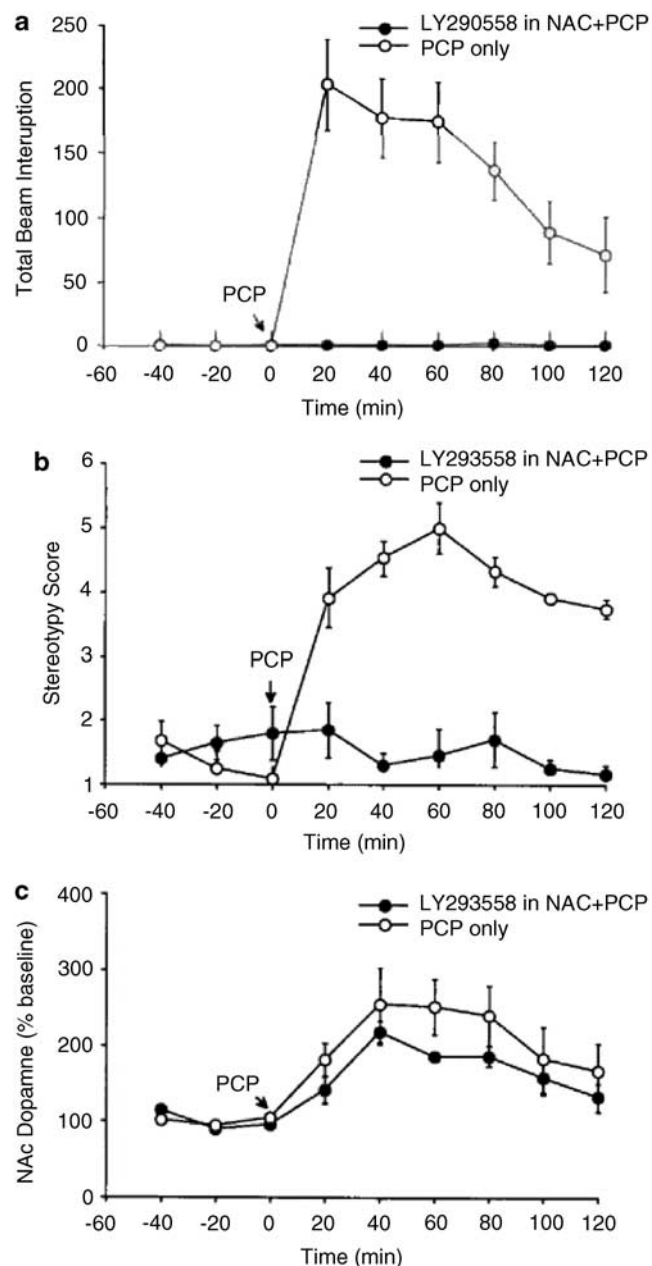 a
LY290558 in NAC+PCP
PCP only
250
200
150
100
50
0
Total Beam Interuption
PCP
-60 -40 -20 0 20 40 60 80 100 120
Time (min)
b
LY293558 in NAC+PCP
PCP only
6
5
4
3
2
1
Stereotypy Score
PCP
-60 -40 -20 0 20 40 60 80 100 120
Time (min)
c
LY293558 in NAC+PCP
PCP only
400
300
200
100
0
NAc Dopamne (% baseline)
PCP
-60 -40 -20 0 20 40 60 80 100 120
Time (min)